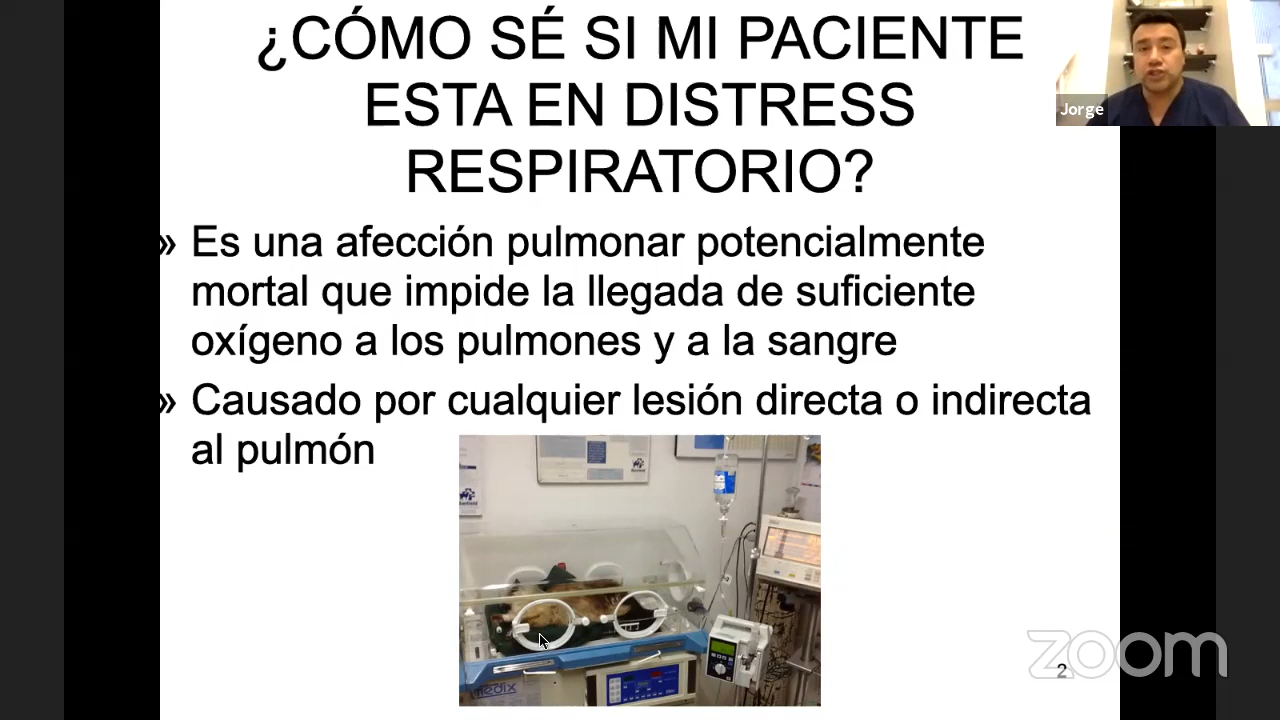 ¿CÓMO SÉ SI MI PACIENTE
ESTA EN DISTRESS
RESPIRATORIO?
» Es una afección pulmonar potencialmente
mortal que impide la llegada de suficiente
oxígeno a los pulmones y a la sangre
» Causado por cualquier lesión directa o indirecta
al pulmón
Jorge
medix
2
zoom